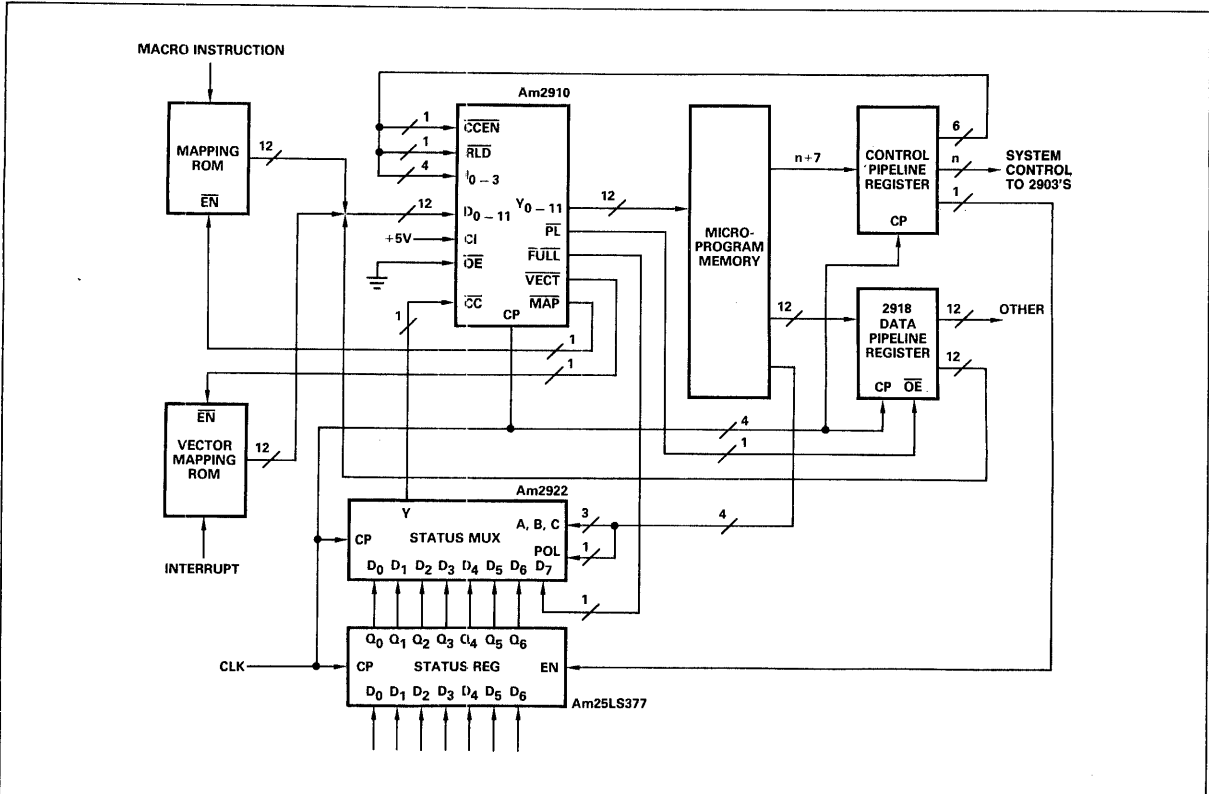 MACRO INSTRUCTION
MAPPING
ROM
EN
12
Am2910
1
CCEN
1
RLD
4
I0–3
12
D0–11
+5V
CI
OE
1
CC
CP
Y0–11
12
PL
FULL
VECT
MAP
1
1
MICRO-
PROGRAM
MEMORY
n+7
CONTROL
PIPELINE
REGISTER
CP
6
n
1
SYSTEM
CONTROL
TO 2903'S
12
2918
DATA
PIPELINE
REGISTER
CP OE
12
OTHER
12
4
1
EN
VECTOR
MAPPING
ROM
12
INTERRUPT
Am2922
Y
CP
STATUS MUX
A, B, C
POL
3
1
4
D0 D1 D2 D3 D4 D5 D6 D7
1
Q0 Q1 Q2 Q3 Q4 Q5 Q6
CLK
CP
STATUS REG
EN
D0 D1 D2 D3 D4 D5 D6
Am25LS377